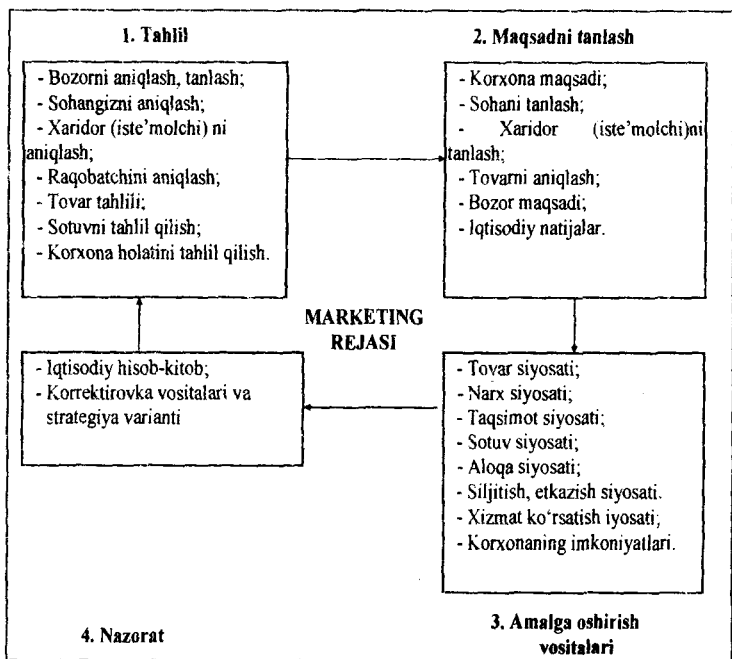 1. Tahlil
- Bozorni aniqlash, tanlash;
- Sohangizni aniqlash;
- Xaridor (iste'molchi) ni
aniqlash;
- Raqobatchini aniqlash;
- Tovar tahlili;
- Sotuvni tahlil qilish;
- Korxona holatini tahlil qilish.
2. Maqsadni tanlash
- Korxona maqsadi;
- Sohani tanlash;
- Xaridor (iste'molchi)ni
tanlash;
- Tovarni aniqlash;
- Bozor maqsadi;
- Iqtisodiy natijalar.
MARKETING
REJASI
- Iqtisodiy hisob-kitob;
- Korrektirovka vositalari va
strategiya varianti
- Tovar siyosati;
- Narx siyosati;
- Taqsimot siyosati;
- Sotuv siyosati;
- Aloqa siyosati;
- Siljitish, etkazish siyosati.
- Xizmat ko‘rsatish iyosati;
- Korxonaning imkoniyatlari.
4. Nazorat
3. Amalga oshirish
vositalari